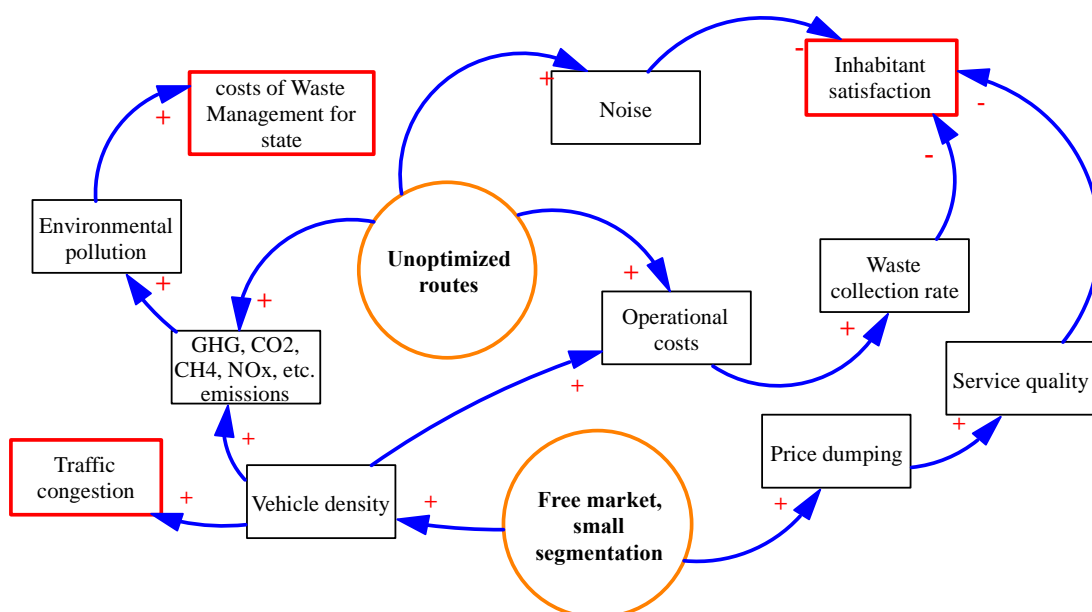 costs of Waste
Management for
state
+
Noise
+
-
Inhabitant
satisfaction
-
-
Environmental
pollution
+
Unoptimized
routes
+
+
Waste
collection rate
+
GHG, CO2,
CH4, NOx, etc.
emissions
Operational
costs
+
Service quality
+
+
Traffic
congestion
+
Vehicle density
+
Free market,
small
segmentation
Price dumping
+